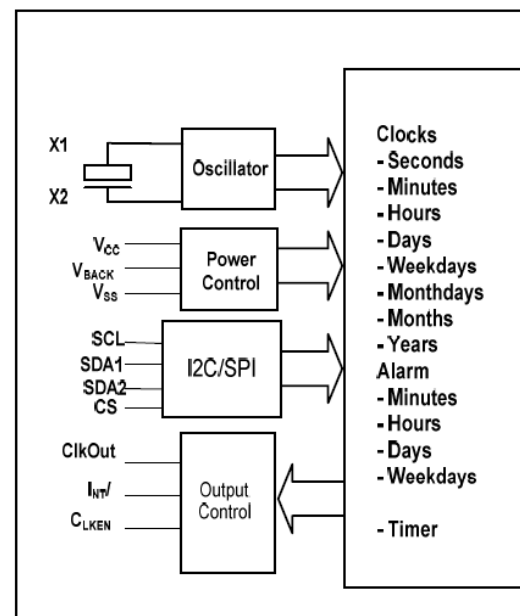 X1
X2
Oscillator
VCC
VBACK
VSS
Power
Control
SCL
SDA1
SDA2
CS
I2C/SPI
ClkOut
INT/
CLKEN
Output
Control
Clocks
- Seconds
- Minutes
- Hours
- Days
- Weekdays
- Monthdays
- Months
- Years
Alarm
- Minutes
- Hours
- Days
- Weekdays
- Timer